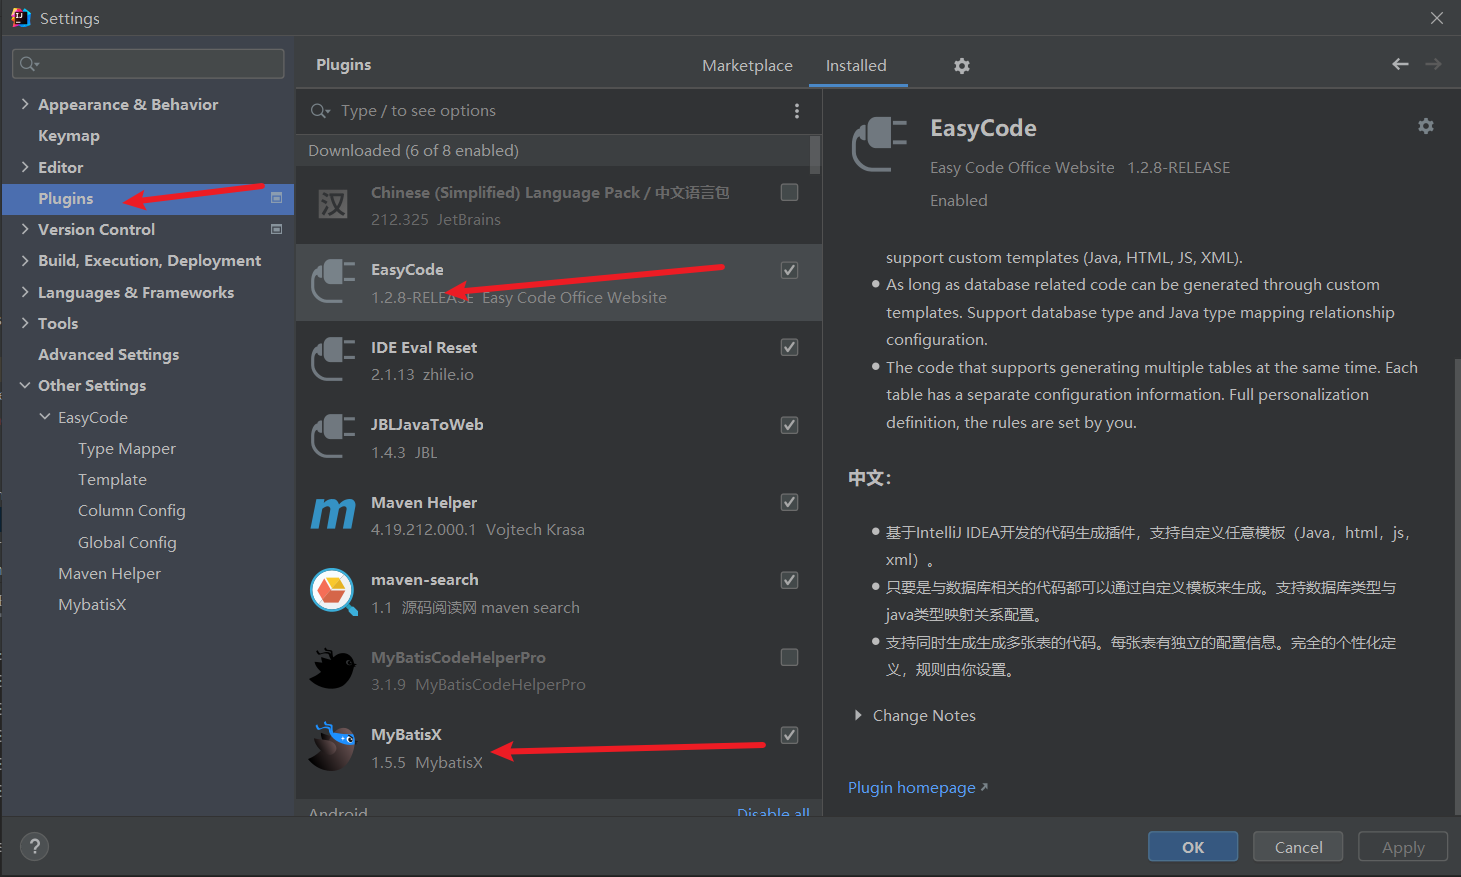 Settings
Appearance & Behavior
Keymap
Editor
Plugins
Version Control
Build, Execution, Deployment
Languages & Frameworks
Tools
Advanced Settings
Other Settings
EasyCode
Type Mapper
Template
Column Config
Global Config
Maven Helper
MybatisX
Plugins
Marketplace
Installed
Type / to see options
Downloaded (6 of 8 enabled)
汉
Chinese (Simplified) Language Pack / 中文语言包
212.325 JetBrains
EasyCode
1.2.8-RELEASE Easy Code Office Website
IDE Eval Reset
2.1.13 zhile.io
JBLJavaToWeb
1.4.3 JBL
m
Maven Helper
4.19.212.000.1 Vojtech Krasa
maven-search
1.1 源码阅读网 maven search
MyBatisCodeHelperPro
3.1.9 MyBatisCodeHelperPro
MyBatisX
1.5.5 MybatisX
Android
Disable all
EasyCode
Easy Code Office Website 1.2.8-RELEASE
Enabled
support custom templates (Java, HTML, JS, XML).
As long as database related code can be generated through custom
templates. Support database type and Java type mapping relationship
configuration.
The code that supports generating multiple tables at the same time. Each
table has a separate configuration information. Full personalization
definition, the rules are set by you.
中文：
基于IntelliJ IDEA开发的代码生成插件，支持自定义任意模板（Java，html，js，
xml）。
只要是与数据库相关的代码都可以通过自定义模板来生成。支持数据库类型与
java类型映射关系配置。
支持同时生成生成多张表的代码。每张表有独立的配置信息。完全的个性化定
义，规则由你设置。
Change Notes
Plugin homepage
?
OK
Cancel
Apply